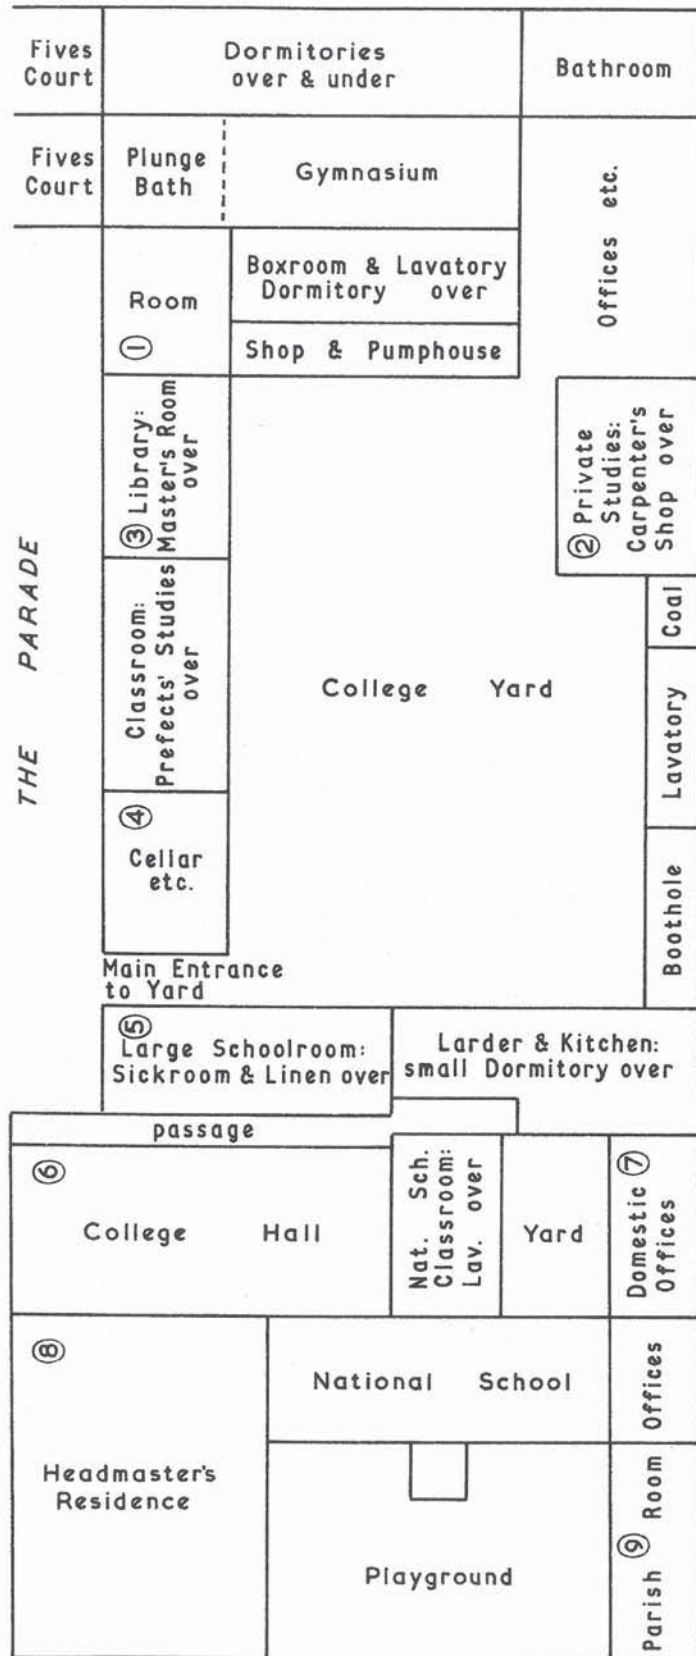 Fives
Court
Dormitories
over & under
Bathroom
Fives
Court
Plunge
Bath
Gymnasium
Offices etc.
Room
①
Boxroom & Lavatory
Dormitory over
Shop & Pumphouse
THE PARADE
③ Library:
Master's Room
over
② Private
Studies:
Carpenter's
Shop over
Classroom:
Prefects' Studies
over
College Yard
Coal
Lavatory
Boothole
④
Cellar
etc.
Main Entrance
to Yard
⑤
Large Schoolroom:
Sickroom & Linen over
Larder & Kitchen:
small Dormitory over
passage
⑥
College Hall
Nat. Sch.
Classroom:
Lav. over
Yard
Domestic ⑦
Offices
⑧
Headmaster's
Residence
National School
Offices
Playground
Parish ⑨ Room